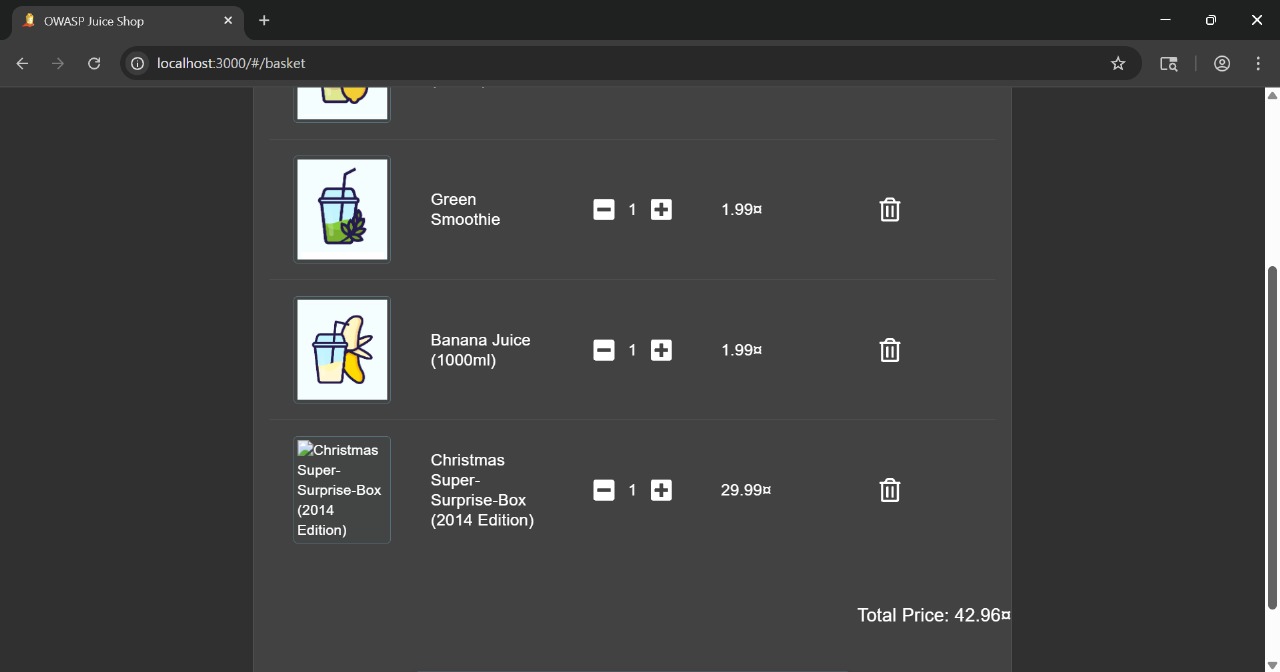 OWASP Juice Shop
localhost:3000/#/basket
Green
Smoothie
1
1.99¤
Banana Juice
(1000ml)
1
1.99¤
Christmas
Super-
Surprise-Box
(2014
Edition)
Christmas
Super-
Surprise-Box
(2014 Edition)
1
29.99¤
Total Price: 42.96¤